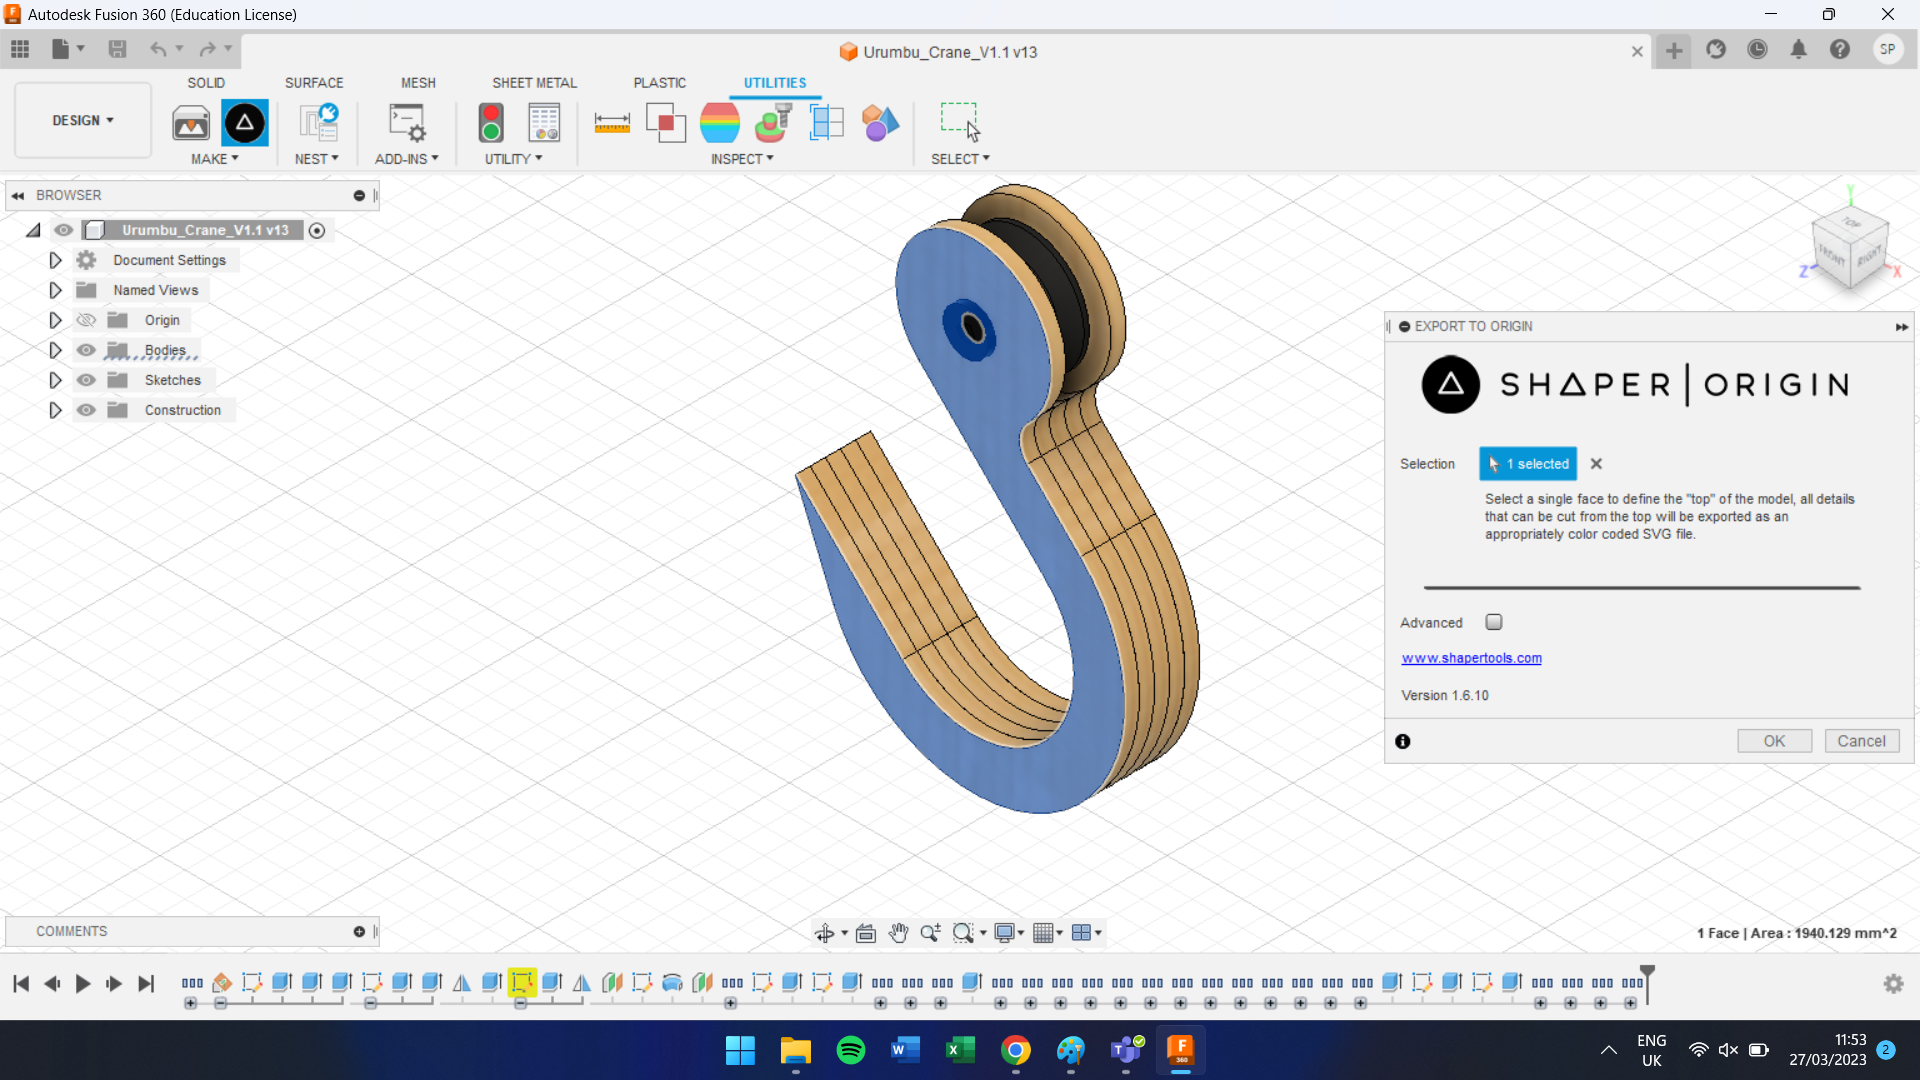 Autodesk Fusion 360 (Education License)
Urumbu_Crane_V1.1 v13
SP
SOLID
SURFACE
MESH
SHEET METAL
PLASTIC
UTILITIES
DESIGN
MAKE
NEST
ADD-INS
UTILITY
INSPECT
SELECT
BROWSER
Urumbu_Crane_V1.1 v13
Document Settings
Named Views
Origin
Bodies
Sketches
Construction
Y
TOP
FRONT
RIGHT
Z
X
EXPORT TO ORIGIN
SHAPER | ORIGIN
Selection
1 selected
Select a single face to define the "top" of the model, all details
that can be cut from the top will be exported as an
appropriately color coded SVG file.
Advanced
www.shapertools.com
Version 1.6.10
OK
Cancel
COMMENTS
1 Face | Area : 1940.129 mm^2
F
360
ENG
UK
11:53
27/03/2023
2